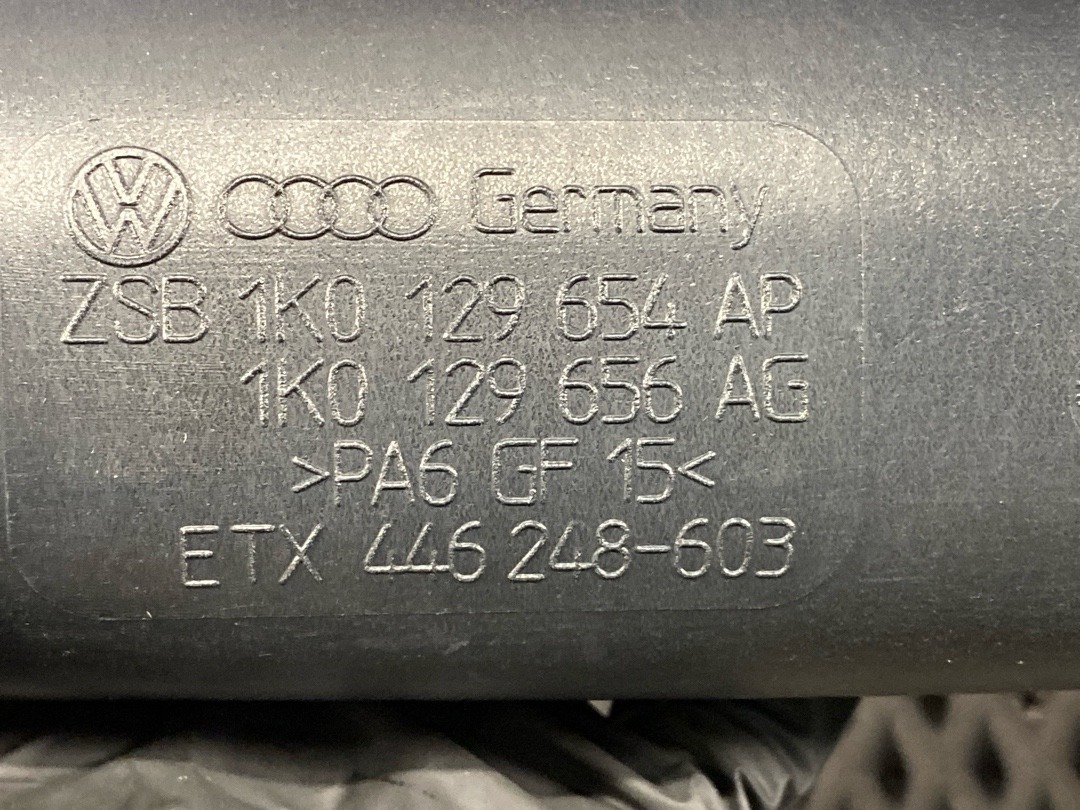 Germany
ZSB 1K0 129 654 AP
1K0 129 656 AG
>PA6 GF 15<
ETX 446 248-603